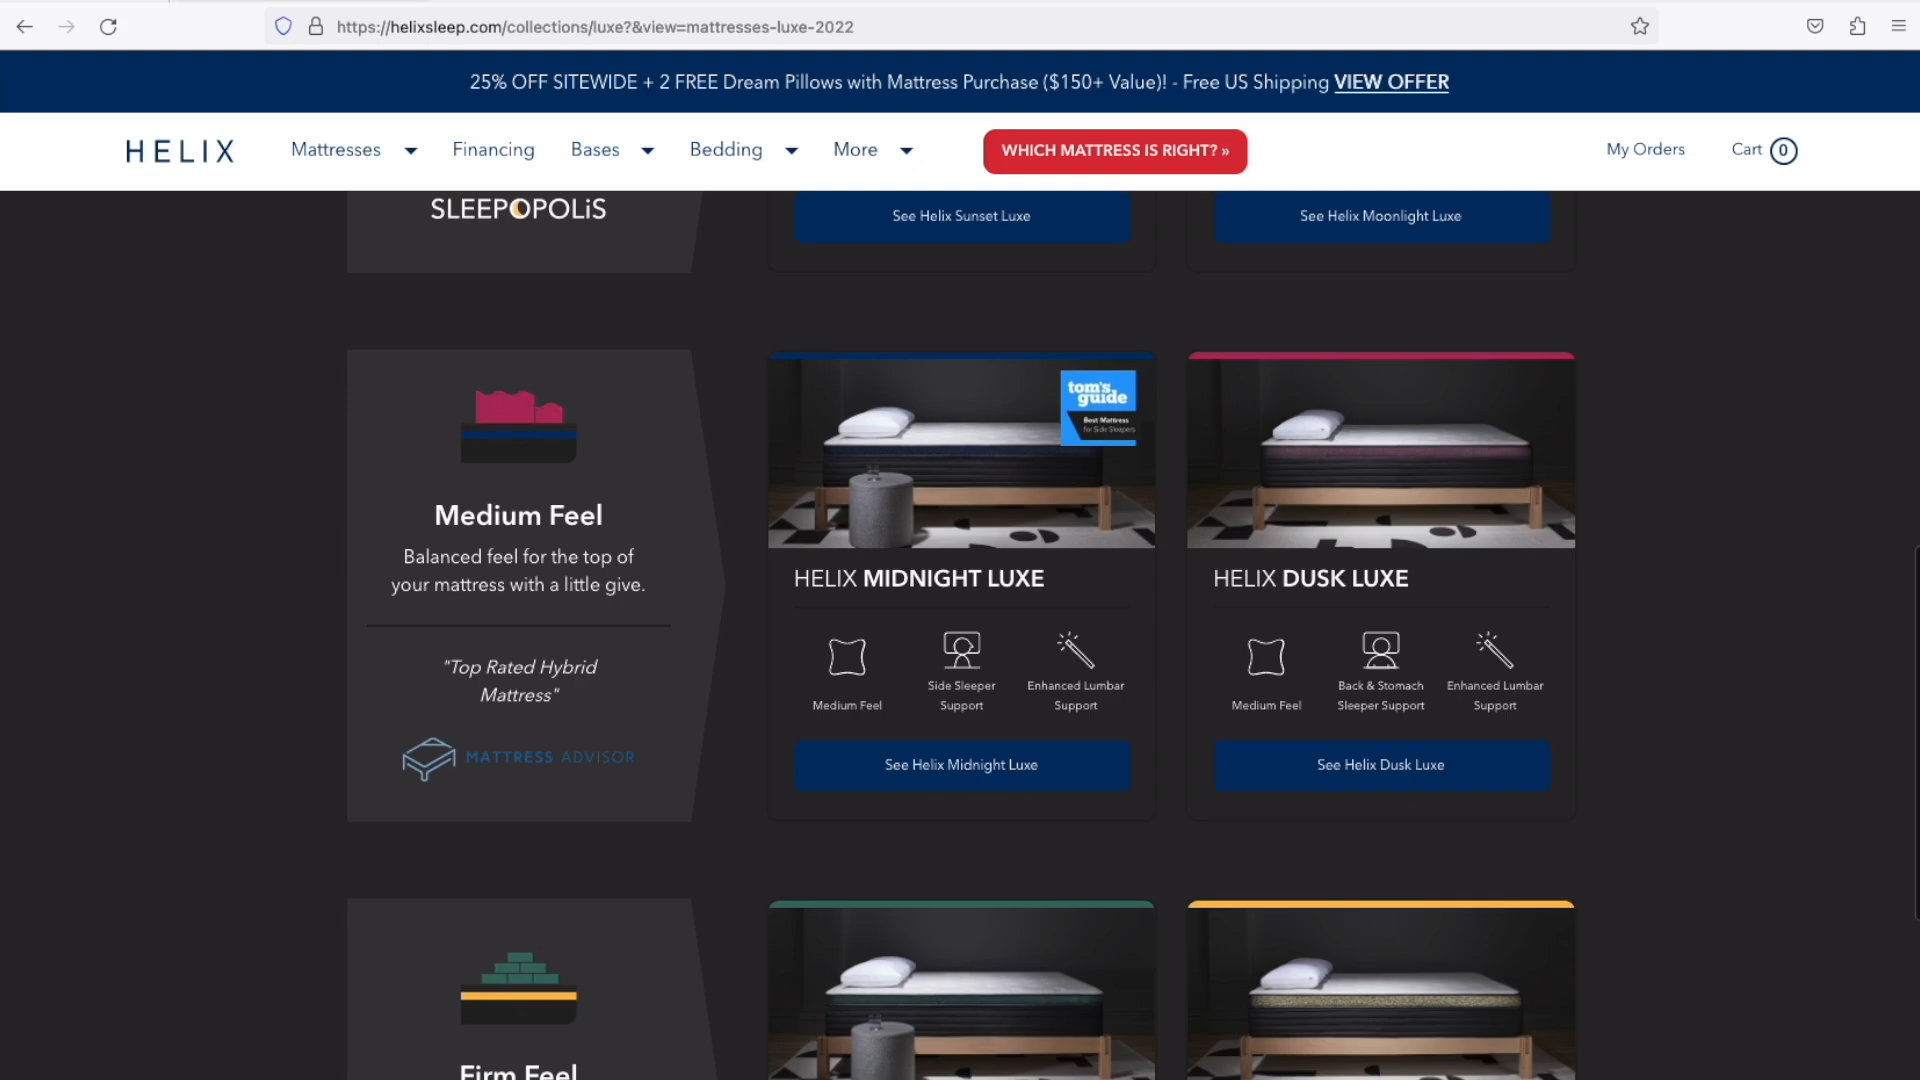 https://helixsleep.com/collections/luxe?&view=mattresses-luxe-2022
25% OFF SITEWIDE + 2 FREE Dream Pillows with Mattress Purchase ($150+ Value)! - Free US Shipping VIEW OFFER
HELIX
Mattresses
Financing
Bases
Bedding
More
WHICH MATTRESS IS RIGHT? »
My Orders
Cart 0
SLEEPOPOLiS
See Helix Sunset Luxe
See Helix Moonlight Luxe
Medium Feel
Balanced feel for the top of
your mattress with a little give.
"Top Rated Hybrid
Mattress"
MATTRESS ADVISOR
tom's
guide
Best Mattress
for Side Sleepers
HELIX MIDNIGHT LUXE
Medium Feel
Side Sleeper
Support
Enhanced Lumbar
Support
See Helix Midnight Luxe
HELIX DUSK LUXE
Medium Feel
Back & Stomach
Sleeper Support
Enhanced Lumbar
Support
See Helix Dusk Luxe
Firm Feel